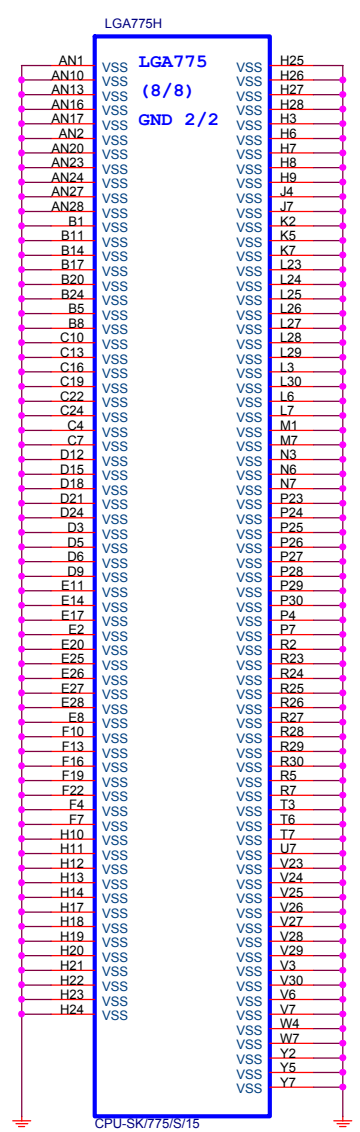 LGA775H
AN1 VSS LGA775 VSS H25
AN10 VSS VSS H26
AN13 VSS (8/8) VSS H27
AN16 VSS VSS H28
AN17 VSS GND 2/2 VSS H3
AN2 VSS VSS H6
AN20 VSS VSS H7
AN23 VSS VSS H8
AN24 VSS VSS H9
AN27 VSS VSS J4
AN28 VSS VSS J7
B1 VSS VSS K2
B11 VSS VSS K5
B14 VSS VSS K7
B17 VSS VSS L23
B20 VSS VSS L24
B24 VSS VSS L25
B5 VSS VSS L26
B8 VSS VSS L27
C10 VSS VSS L28
C13 VSS VSS L29
C16 VSS VSS L3
C19 VSS VSS L30
C22 VSS VSS L6
C24 VSS VSS L7
C4 VSS VSS M1
C7 VSS VSS M7
D12 VSS VSS N3
D15 VSS VSS N6
D18 VSS VSS N7
D21 VSS VSS P23
D24 VSS VSS P24
D3 VSS VSS P25
D5 VSS VSS P26
D6 VSS VSS P27
D9 VSS VSS P28
E11 VSS VSS P29
E14 VSS VSS P30
E17 VSS VSS P4
E2 VSS VSS P7
E20 VSS VSS R2
E25 VSS VSS R23
E26 VSS VSS R24
E27 VSS VSS R25
E28 VSS VSS R26
E8 VSS VSS R27
F10 VSS VSS R28
F13 VSS VSS R29
F16 VSS VSS R30
F19 VSS VSS R5
F22 VSS VSS R7
F4 VSS VSS T3
F7 VSS VSS T6
H10 VSS VSS T7
H11 VSS VSS U7
H12 VSS VSS V23
H13 VSS VSS V24
H14 VSS VSS V25
H17 VSS VSS V26
H18 VSS VSS V27
H19 VSS VSS V28
H20 VSS VSS V29
H21 VSS VSS V3
H22 VSS VSS V30
H23 VSS VSS V6
H24 VSS VSS V7
VSS W4
VSS W7
VSS Y2
VSS Y5
VSS Y7
CPU-SK/775/S/15